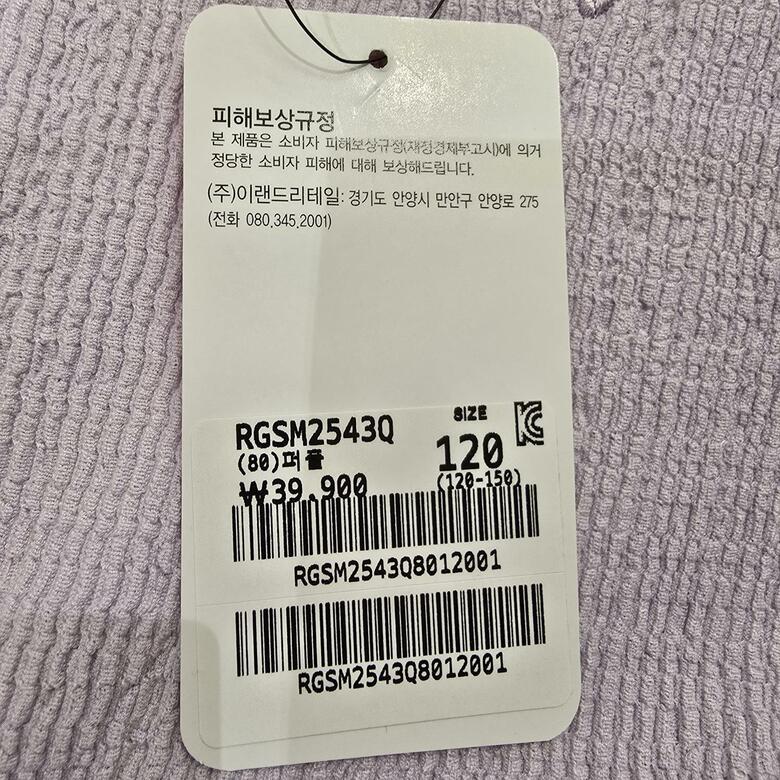 피해보상규정
본 제품은 소비자 피해보상규정(재정경제부고시)에 의거
정당한 소비자 피해에 대해 보상해드립니다.
(주)이랜드리테일: 경기도 안양시 만안구 안양로 275
(전화 080.345.2001)
RGSM2543Q
SIZE
(80)퍼플
120
₩39.900
(120-150)
RGSM2543Q8012001
RGSM2543Q8012001